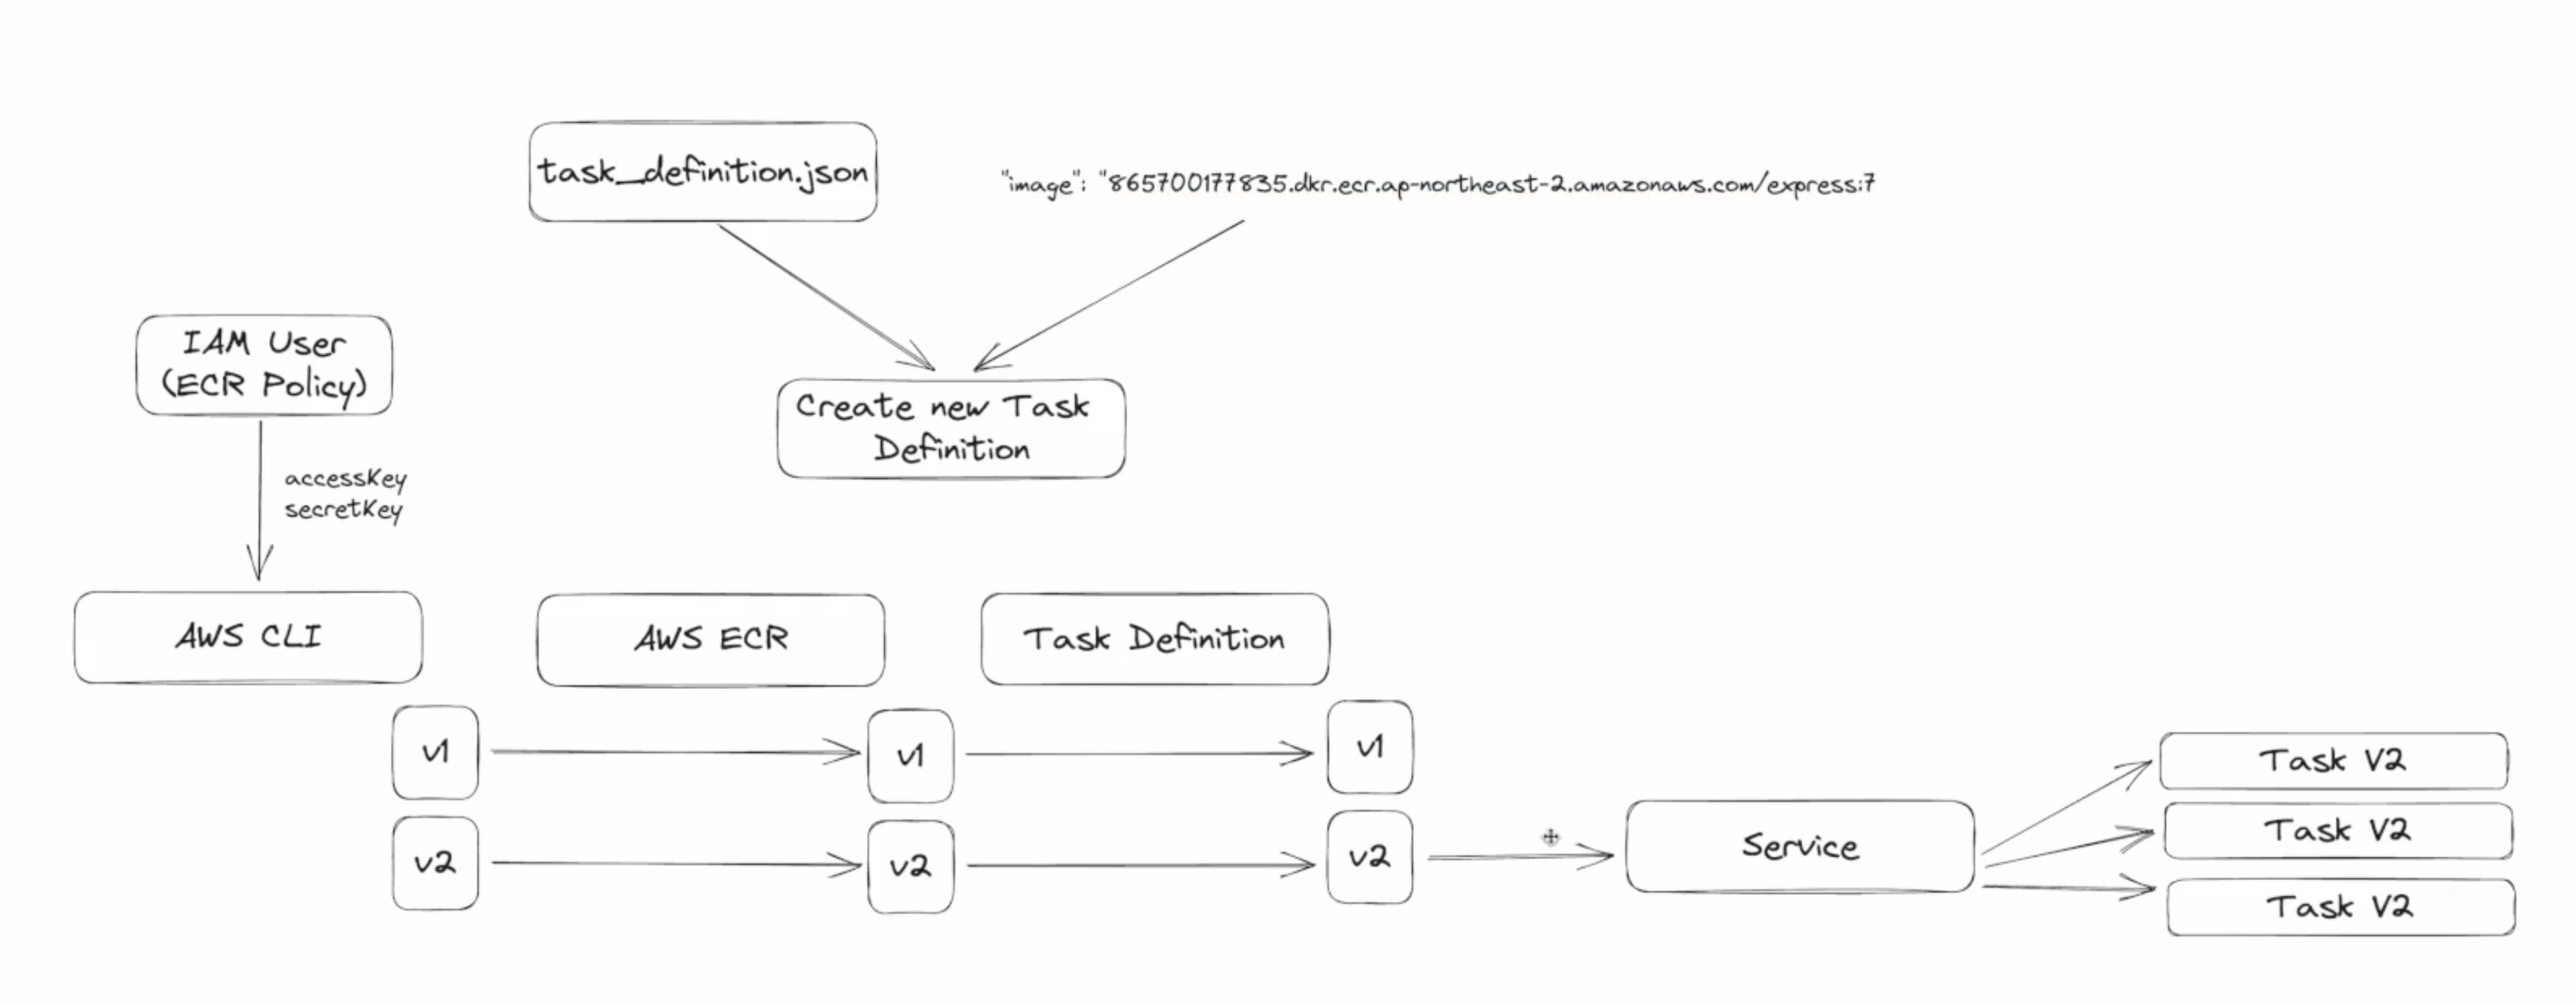 task_definition.json
"image": "865700177835.dkr.ecr.ap-northeast-2.amazonaws.com/express:7
IAM User
(ECR Policy)
Create new Task
Definition
accessKey
secretKey
AWS CLI
AWS ECR
Task Definition
v1
v1
v1
v2
v2
v2
Service
Task V2
Task V2
Task V2